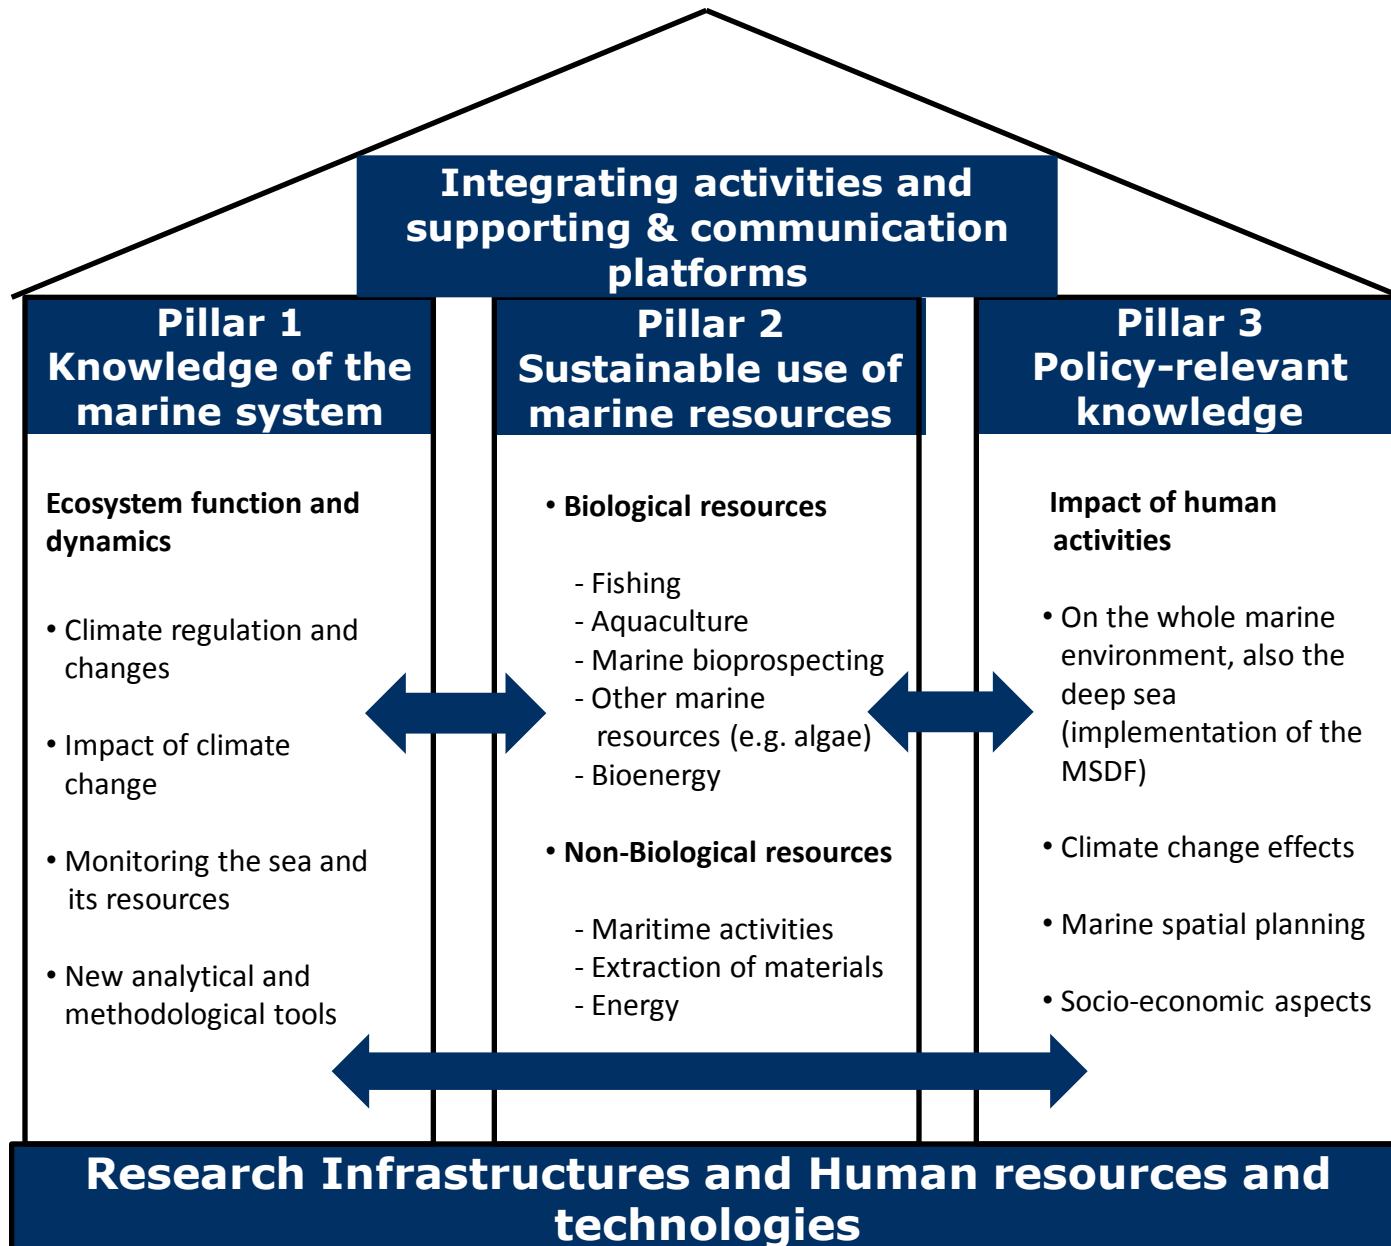 Integrating activities and
supporting & communication
platforms
Pillar 1
Knowledge of the
marine system
Ecosystem function and
dynamics
• Climate regulation and
changes
• Impact of climate
change
• Monitoring the sea and
its resources
• New analytical and
methodological tools
Pillar 2
Sustainable use of
marine resources
• Biological resources
- Fishing
- Aquaculture
- Marine bioprospecting
- Other marine
resources (e.g. algae)
- Bioenergy
• Non-Biological resources
- Maritime activities
- Extraction of materials
- Energy
Pillar 3
Policy-relevant
knowledge
Impact of human
activities
• On the whole marine
environment, also the
deep sea
(implementation of the
MSDF)
• Climate change effects
• Marine spatial planning
• Socio-economic aspects
Research Infrastructures and Human resources and
technologies